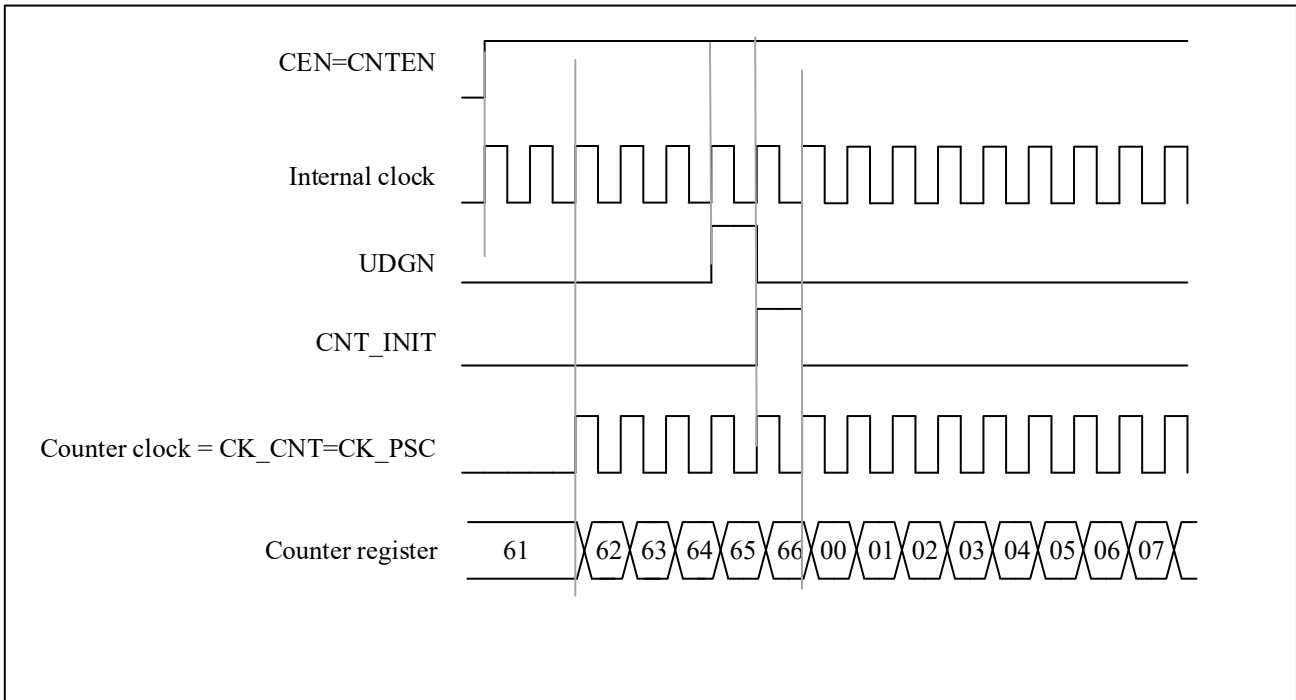 CEN=CNTEN
Internal clock
UDGN
CNT_INIT
Counter clock = CK_CNT=CK_PSC
Counter register 61 62 63 64 65 66 00 01 02 03 04 05 06 07